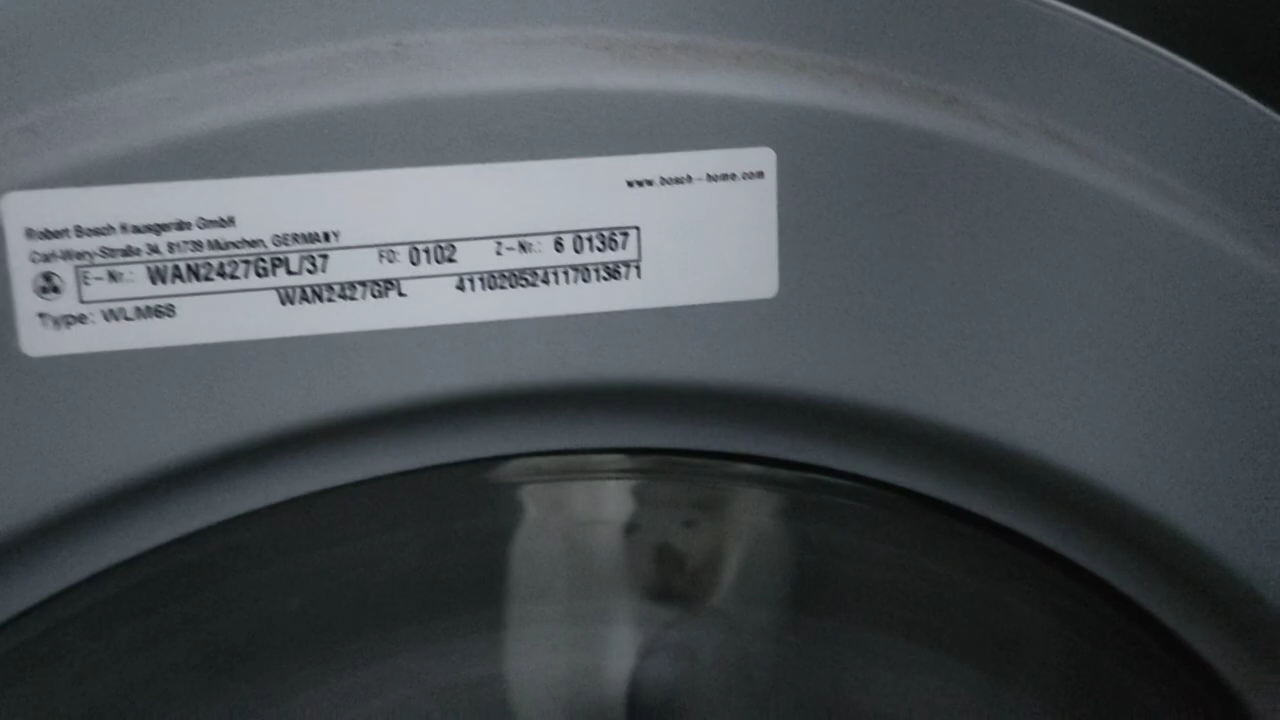 www.bosch-home.com
Robert Bosch Hausgeräte GmbH
Carl-Wery-Straße 34, 81739 München, GERMANY
E-Nr.: WAN2427GPL/37 FD: 0102 Z-Nr.: 6 01367
WAN2427GPL 411020524117013671
Type: WLM68